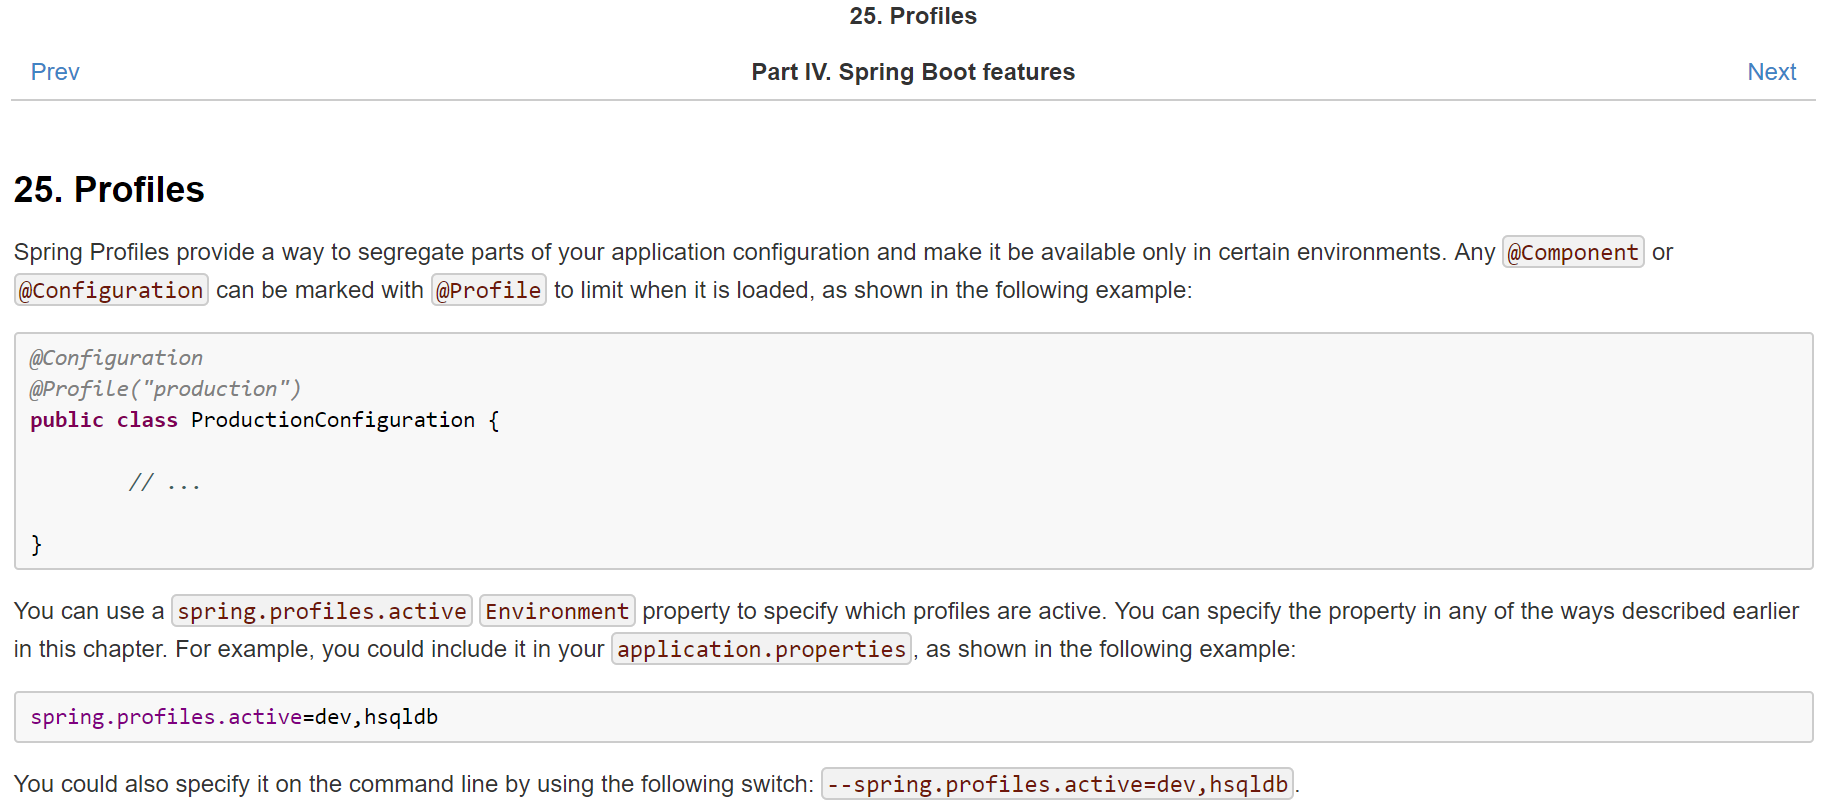 25. Profiles
Prev Part IV. Spring Boot features Next
25. Profiles
Spring Profiles provide a way to segregate parts of your application configuration and make it be available only in certain environments. Any @Component or
@Configuration can be marked with @Profile to limit when it is loaded, as shown in the following example:
@Configuration
@Profile("production")
public class ProductionConfiguration {
// ...
}
You can use a spring.profiles.active Environment property to specify which profiles are active. You can specify the property in any of the ways described earlier
in this chapter. For example, you could include it in your application.properties, as shown in the following example:
spring.profiles.active=dev,hsqldb
You could also specify it on the command line by using the following switch: --spring.profiles.active=dev,hsqldb.